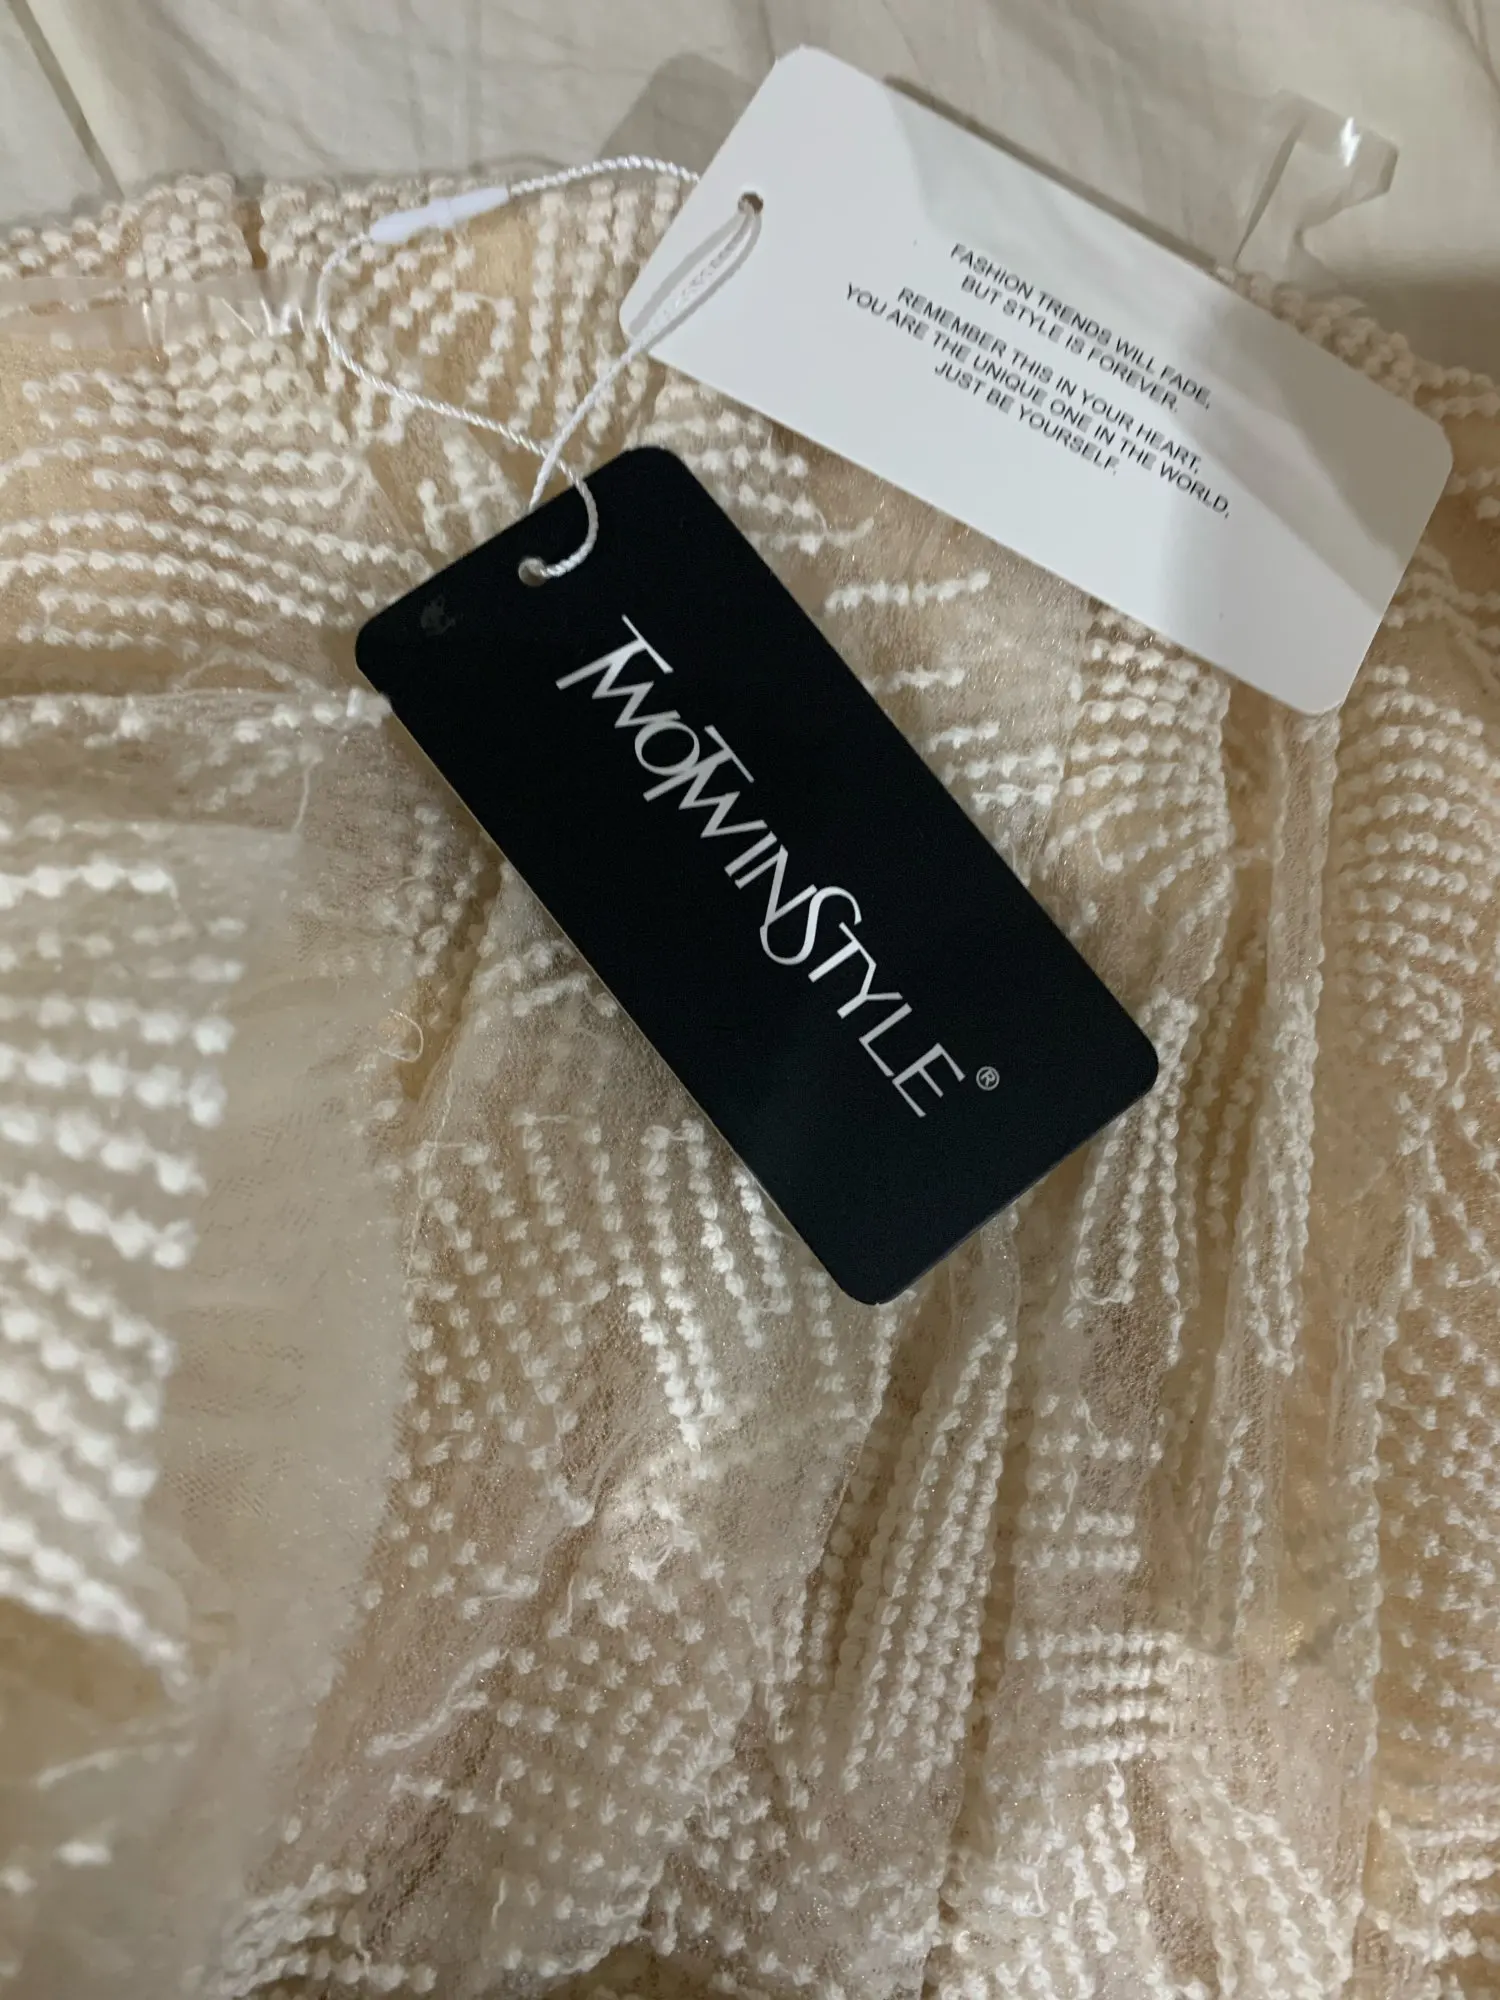 FASHION TRENDS WILL FADE,
BUT STYLE IS FOREVER.
REMEMBER THIS IN YOUR HEART,
YOU ARE THE UNIQUE ONE IN THE WORLD,
JUST BE YOURSELF.
TWOTWINSTYLE®